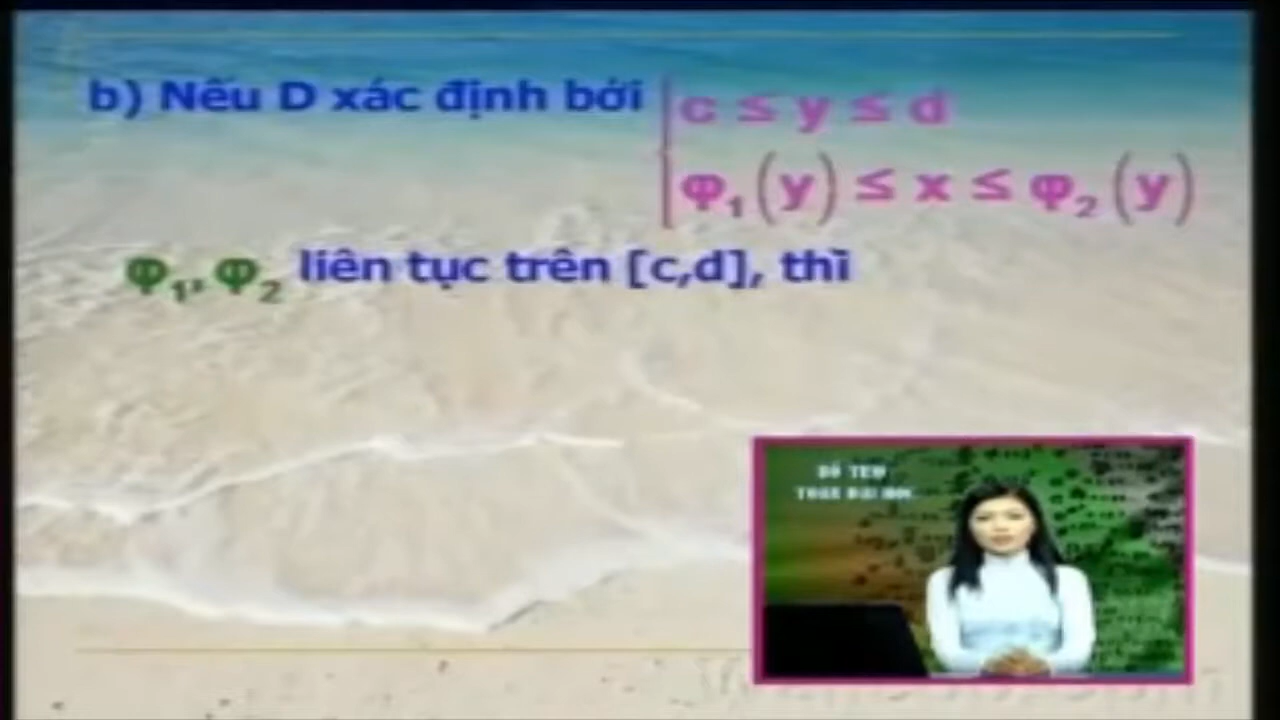 b) Nếu D xác định bởi
c ≤ y ≤ d
φ₁(y) ≤ x ≤ φ₂(y)
φ₁, φ₂ liên tục trên [c,d], thì